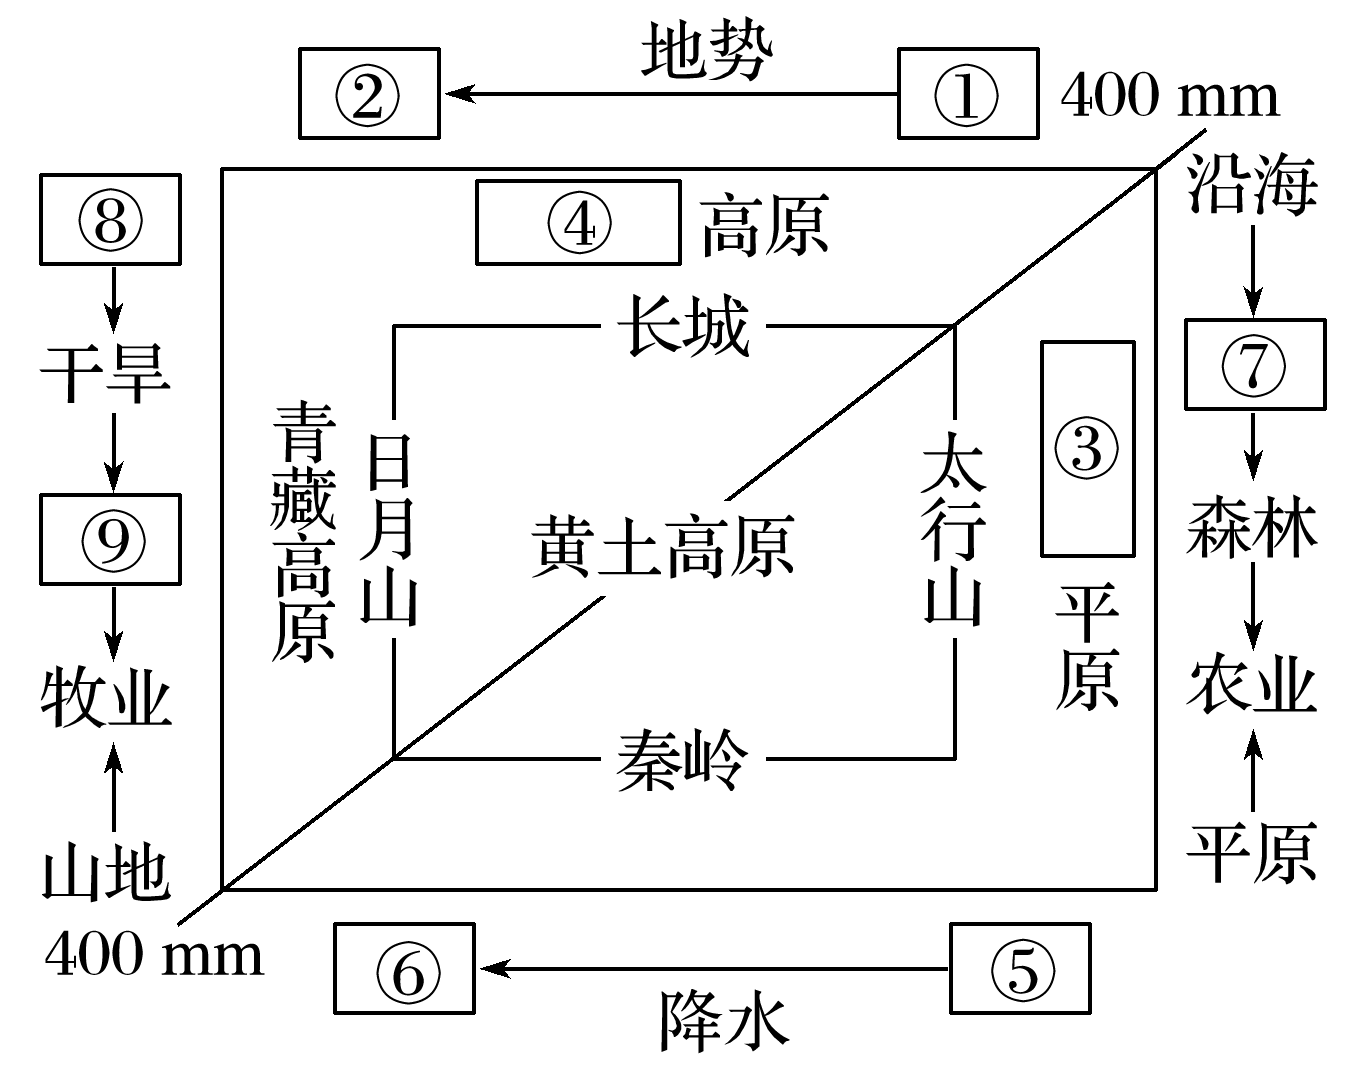 地势
②
①
400 mm
⑧
④
高原
沿海
长城
干旱
⑦
青藏高原
日月山
太行山
③
⑨
黄土高原
森林
平原
牧业
农业
秦岭
山地
平原
400 mm
⑥
⑤
降水